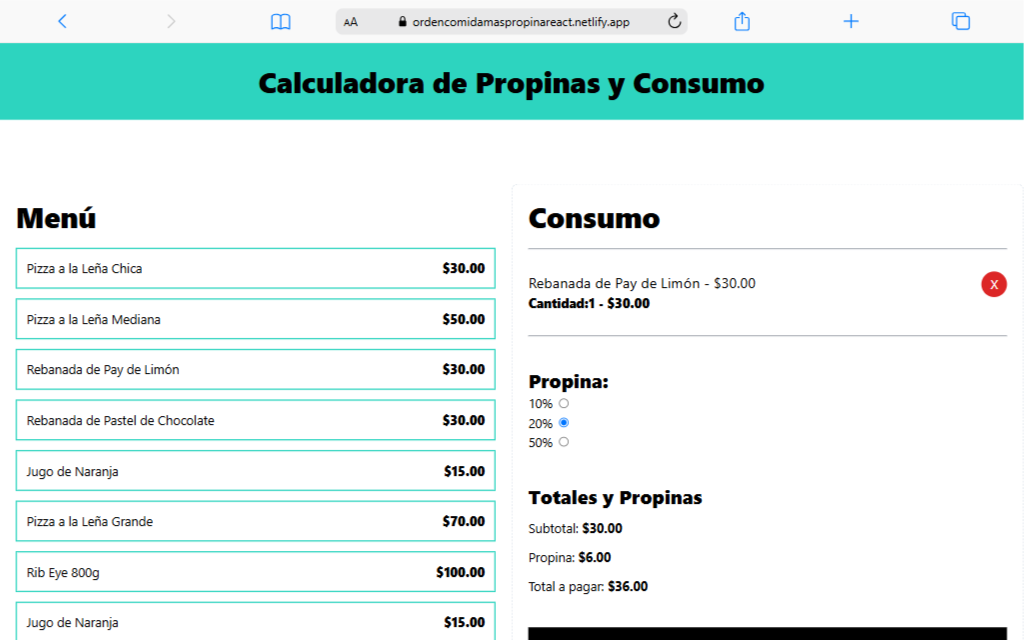 AA ordencomidamaspropinareact.netlify.app
Calculadora de Propinas y Consumo
Menú
Pizza a la Leña Chica $30.00
Pizza a la Leña Mediana $50.00
Rebanada de Pay de Limón $30.00
Rebanada de Pastel de Chocolate $30.00
Jugo de Naranja $15.00
Pizza a la Leña Grande $70.00
Rib Eye 800g $100.00
Jugo de Naranja $15.00
Consumo
Rebanada de Pay de Limón - $30.00
X
Cantidad:1 - $30.00
Propina:
10%
20%
50%
Totales y Propinas
Subtotal: $30.00
Propina: $6.00
Total a pagar: $36.00